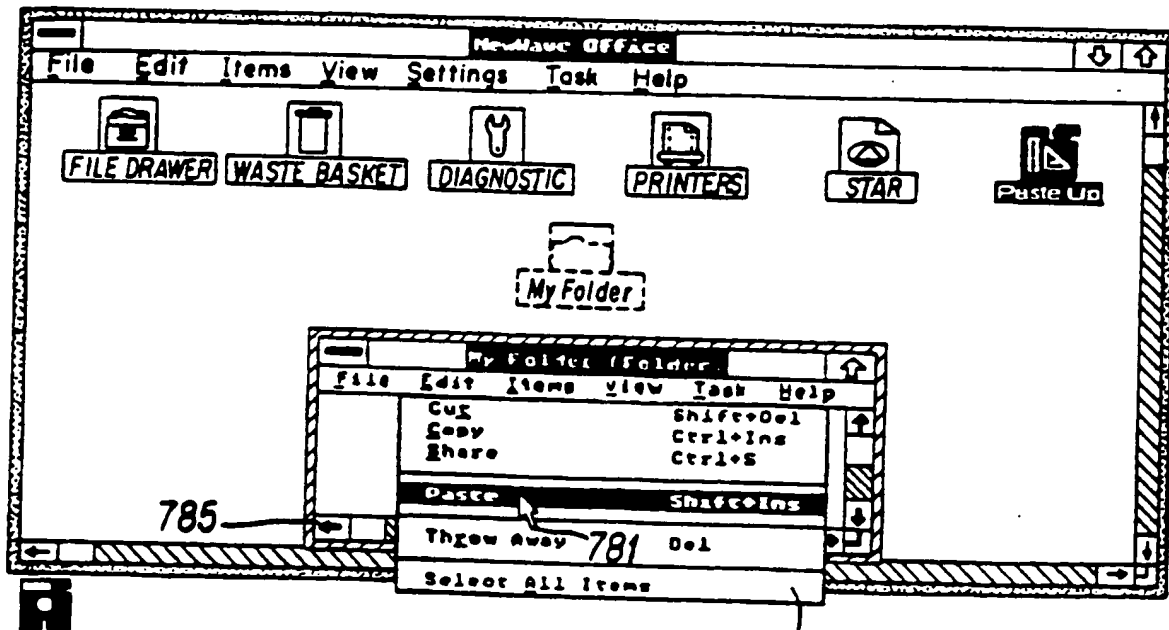 NewWave Office
File Edit Items View Settings Task Help
FILE DRAWER WASTE BASKET DIAGNOSTIC PRINTERS STAR Paste Up
My Folder
My Folder (Folder)
File Edit Items View Task Help
Cut Shift+Del
Copy Ctrl+Ins
Share Ctrl+S
Paste Shift+Ins
785
Throw Away 781 Del
Select All Items